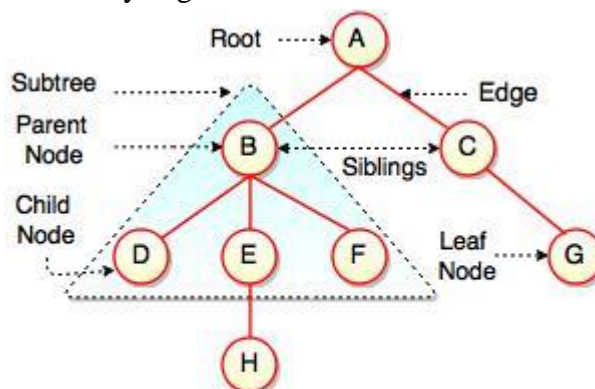 Root
A
Subtree
Edge
Parent
Node
B
Siblings
C
Child
Node
D
E
F
Leaf
Node
G
H